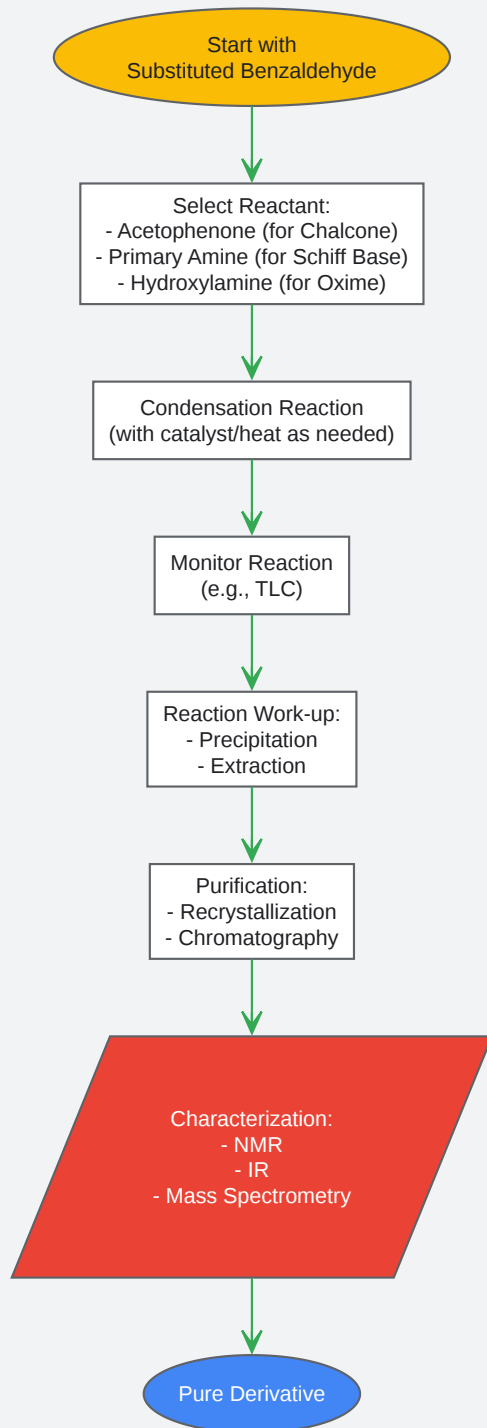 Start with
Substituted Benzaldehyde
Select Reactant:
- Acetophenone (for Chalcone)
- Primary Amine (for Schiff Base)
- Hydroxylamine (for Oxime)
Condensation Reaction
(with catalyst/heat as needed)
Monitor Reaction
(e.g., TLC)
Reaction Work-up:
- Precipitation
- Extraction
Purification:
- Recrystallization
- Chromatography
Characterization:
- NMR
- IR
- Mass Spectrometry
Pure Derivative